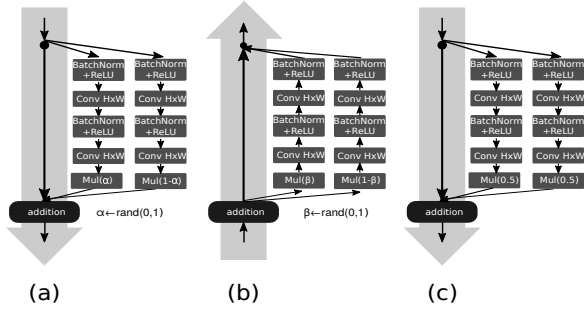 BatchNorm
+ReLU
Conv HxW
BatchNorm
+ReLU
Conv HxW
Mul(α)
BatchNorm
+ReLU
Conv HxW
BatchNorm
+ReLU
Conv HxW
Mul(1-α)
addition
α←rand(0,1)
(a)
BatchNorm
+ReLU
Conv HxW
BatchNorm
+ReLU
Conv HxW
Mul(β)
BatchNorm
+ReLU
Conv HxW
BatchNorm
+ReLU
Conv HxW
Mul(1-β)
addition
β←rand(0,1)
(b)
BatchNorm
+ReLU
Conv HxW
BatchNorm
+ReLU
Conv HxW
Mul(0.5)
BatchNorm
+ReLU
Conv HxW
BatchNorm
+ReLU
Conv HxW
Mul(0.5)
addition
(c)